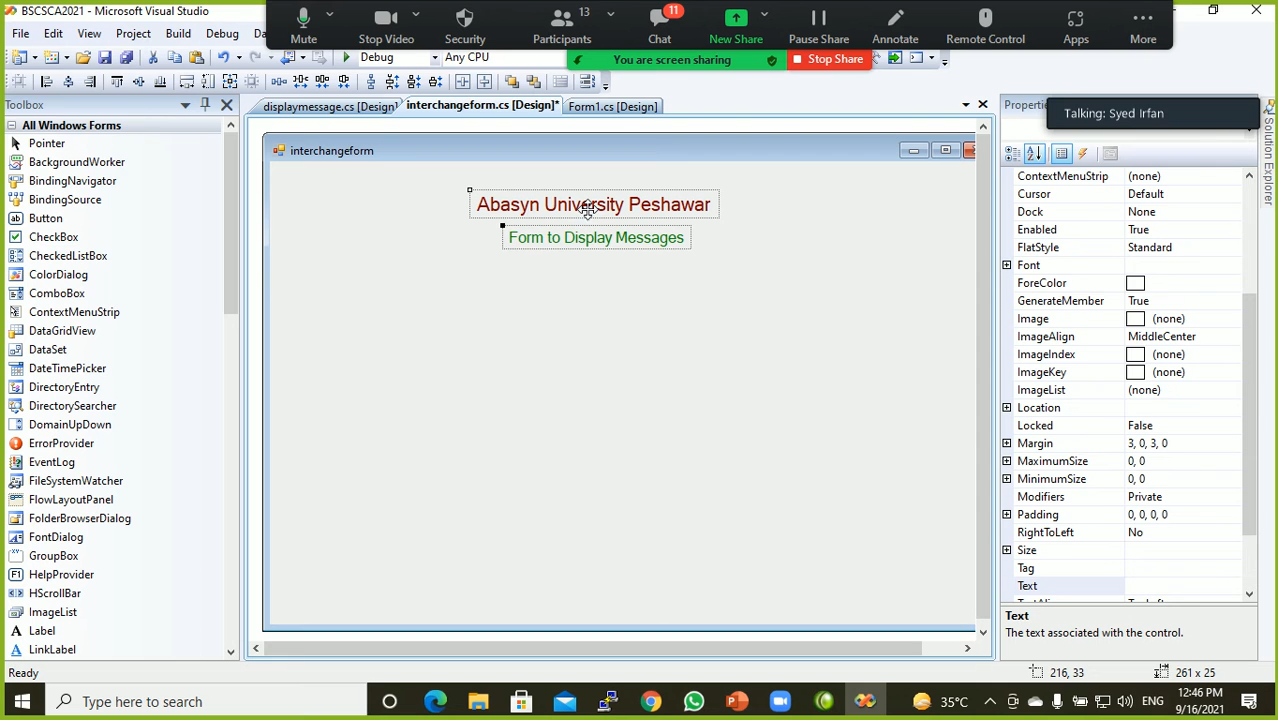 BSCSCA2021 - Microsoft Visual Studio
File Edit View Project Build Debug
Mute Stop Video Security Participants 13 Chat 11 New Share Pause Share Annotate Remote Control Apps More
Debug Any CPU
You are screen sharing Stop Share
displaymessage.cs [Design] interchangeform.cs [Design]* Form1.cs [Design]
Toolbox
All Windows Forms
Pointer
BackgroundWorker
BindingNavigator
BindingSource
Button
CheckBox
CheckedListBox
ColorDialog
ComboBox
ContextMenuStrip
DataGridView
DataSet
DateTimePicker
DirectoryEntry
DirectorySearcher
DomainUpDown
ErrorProvider
EventLog
FileSystemWatcher
FlowLayoutPanel
FolderBrowserDialog
FontDialog
GroupBox
HelpProvider
HScrollBar
ImageList
Label
LinkLabel
interchangeform
Abasyn University Peshawar
Form to Display Messages
Talking: Syed Irfan
ContextMenuStrip (none)
Cursor Default
Dock None
Enabled True
FlatStyle Standard
Font
ForeColor
GenerateMember True
Image (none)
ImageAlign MiddleCenter
ImageIndex (none)
ImageKey (none)
ImageList (none)
Location
Locked False
Margin 3, 0, 3, 0
MaximumSize 0, 0
MinimumSize 0, 0
Modifiers Private
Padding 0, 0, 0, 0
RightToLeft No
Size
Tag
Text
Text
The text associated with the control.
Solution Explorer
Ready 216, 33 261 x 25
Type here to search 35°C ENG 12:46 PM
9/16/2021